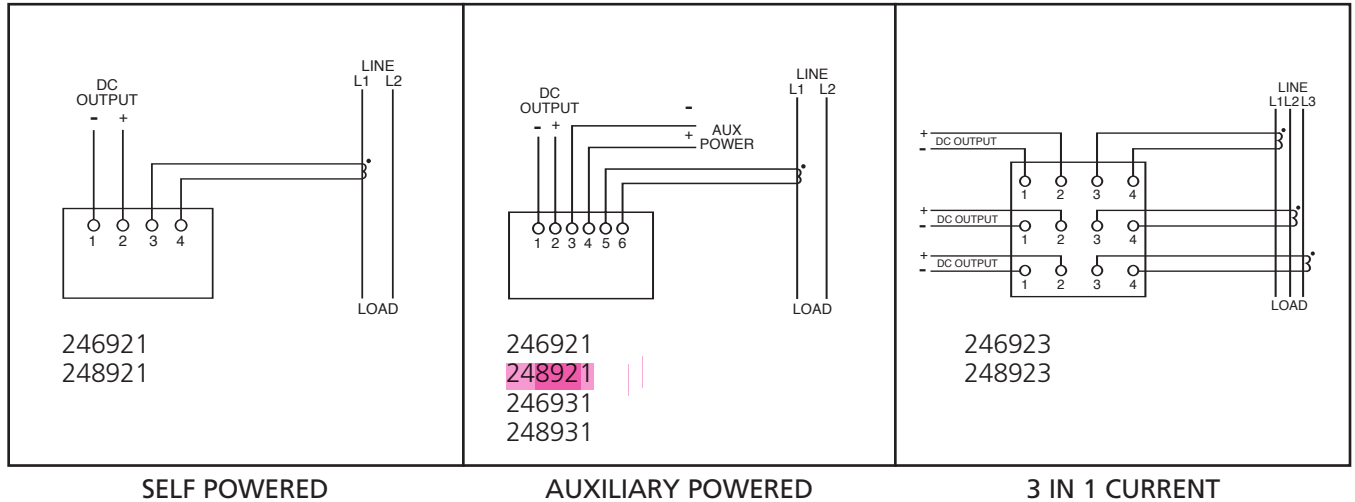 LINE
L1 L2
DC
OUTPUT
- +
1 2 3 4
LOAD
246921
248921
SELF POWERED
LINE
L1 L2
DC
OUTPUT
- +
-
+ AUX
POWER
1 2 3 4 5 6
LOAD
246921
248921
246931
248931
AUXILIARY POWERED
LINE
L1L2L3
+
- DC OUTPUT
1 2 3 4
+
- DC OUTPUT
1 2 3 4
+
- DC OUTPUT
1 2 3 4
LOAD
246923
248923
3 IN 1 CURRENT